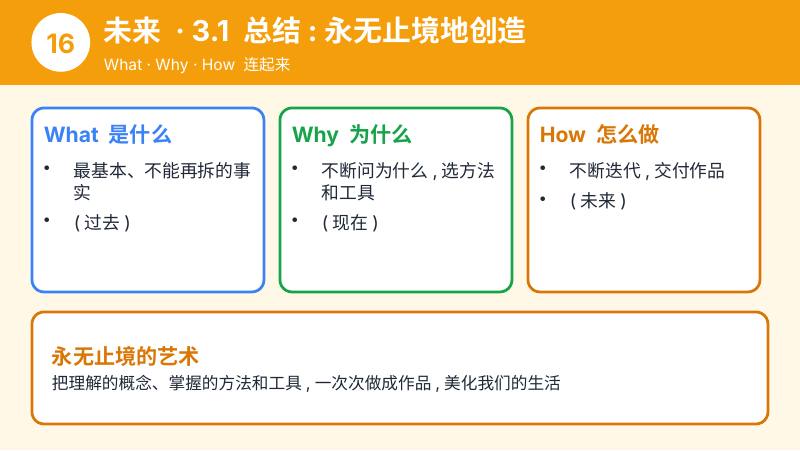 16
未来 · 3.1 总结 : 永无止境地创造
What · Why · How 连起来
What 是什么
• 最基本、不能再拆的事
实
• ( 过去 )
Why 为什么
• 不断问为什么 , 选方法
和工具
• ( 现在 )
How 怎么做
• 不断迭代 , 交付作品
• ( 未来 )
永无止境的艺术
把理解的概念、掌握的方法和工具 , 一次次做成作品 , 美化我们的生活